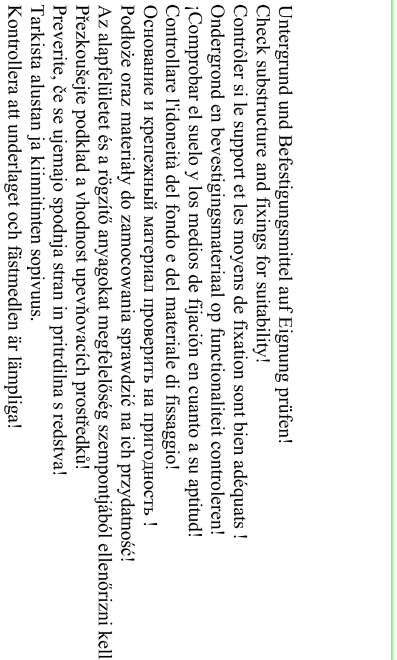 Untergrund und Befestigungsmittel auf Eignung prüfen!
Check substructure and fixings for suitability!
Contrôler si le support et les moyens de fixation sont bien adéquats !
Ondergrond en bevestigingsmateriaal op functionaliteit controleren!
¡Comprobar el suelo y los medios de fijación en cuanto a su aptitud!
Controllare l'idoneità del fondo e del materiale di fissaggio!
Основание и крепежный материал проверить на пригодность !
Podłoże oraz materiały do zamocowania sprawdzić na ich przydatność!
Az alapfelületet és a rögzítő anyagokat megfelelőség szempontjából ellenőrizni kell
Přezkoušejte podklad a vhodnost upevňovacích prostředků!
Preverite, če se ujemajo spodnja stran in pritrdilna s redstva!
Tarkista alustan ja kiinnitinten sopivuus.
Kontrollera att underlaget och fästmedlen är lämpliga!